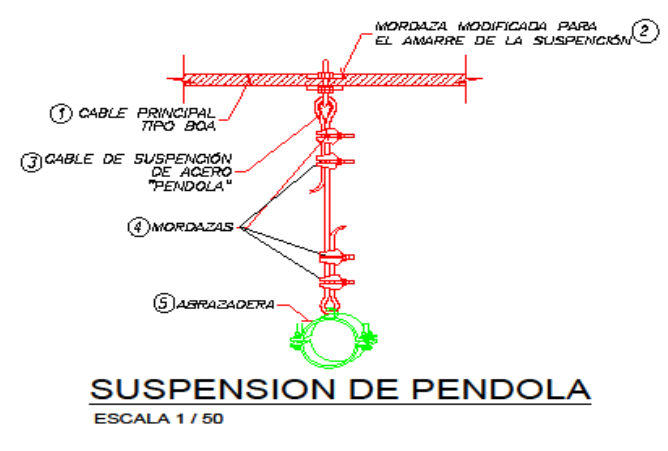 MORDAZA MODIFICADA PARA
EL AMARRE DE LA SUSPENCIÓN 2
1 CABLE PRINCIPAL
TIPO BOA
3 CABLE DE SUSPENCIÓN
DE ACERO
"PENDOLA"
4 MORDAZAS
5 ABRAZADERA
SUSPENSION DE PENDOLA
ESCALA 1 / 50